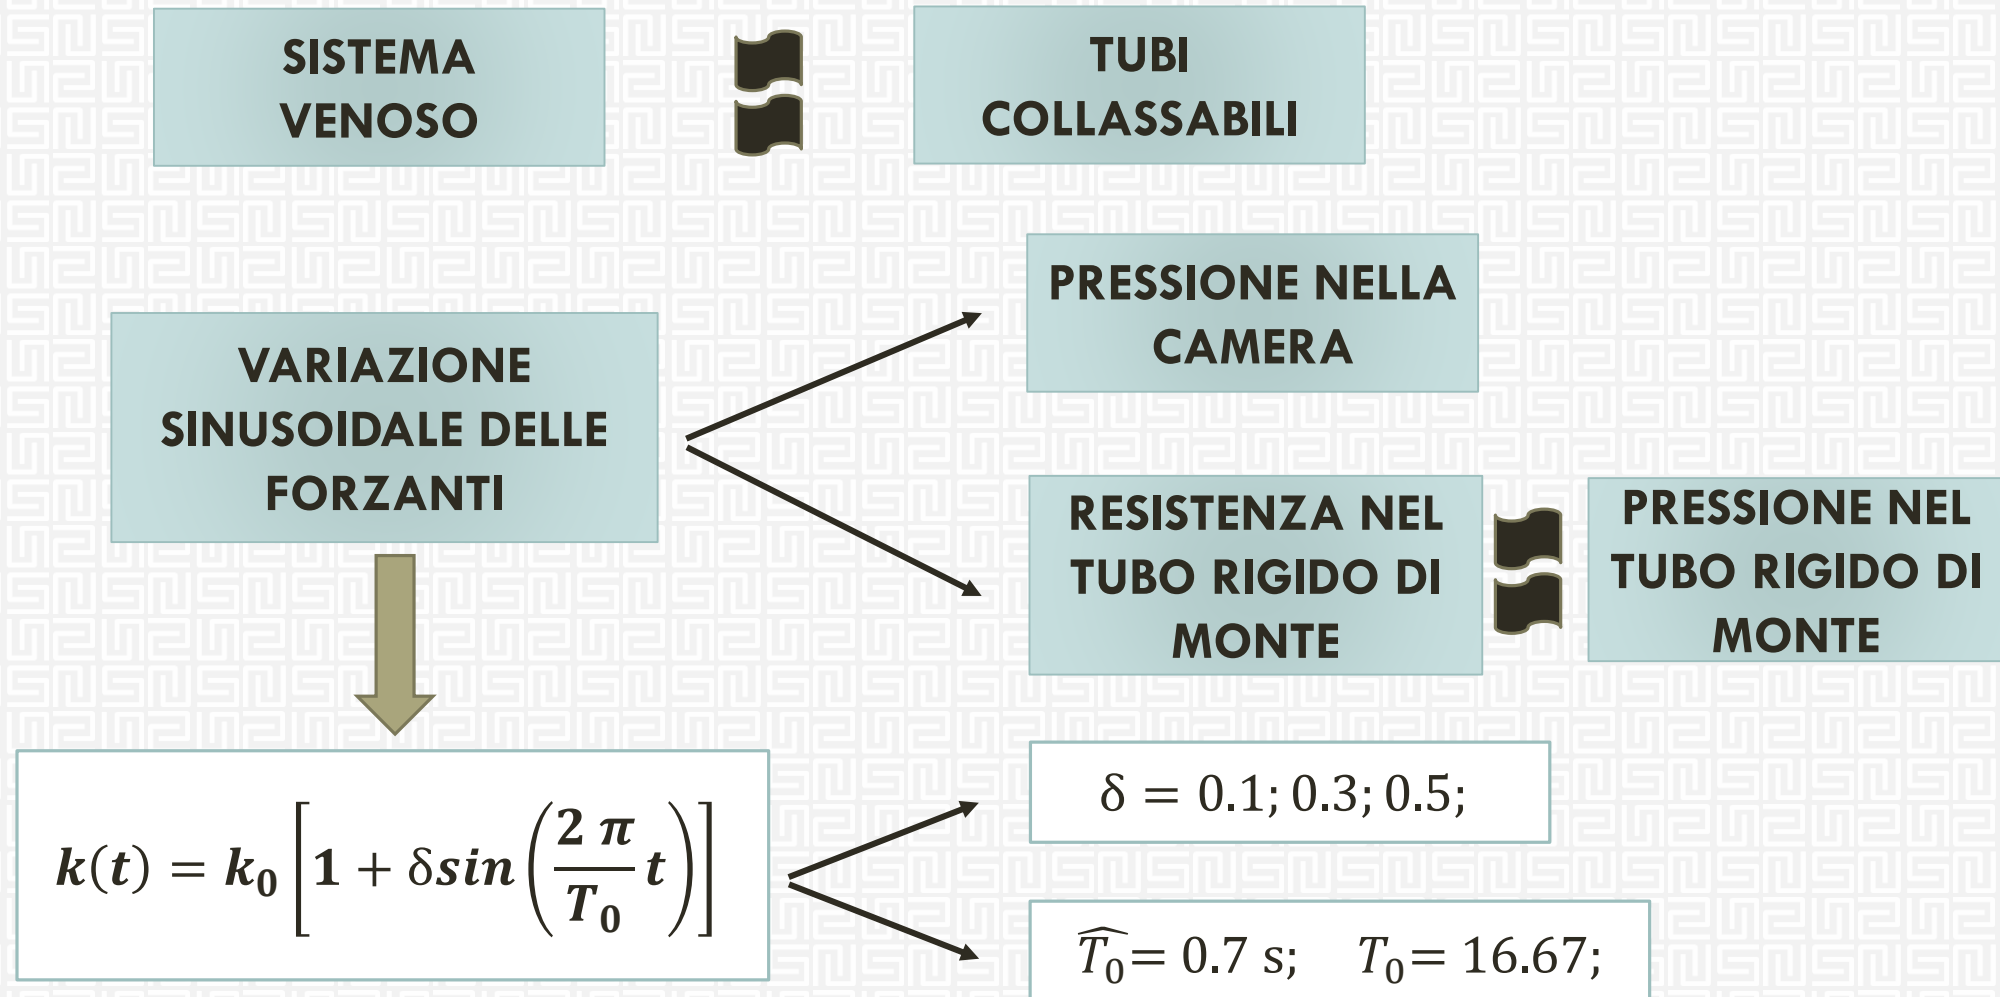 SISTEMA
VENOSO
TUBI
COLLASSABILI
VARIAZIONE
SINUSOIDALE DELLE
FORZANTI
PRESSIONE NELLA
CAMERA
RESISTENZA NEL
TUBO RIGIDO DI
MONTE
PRESSIONE NEL
TUBO RIGIDO DI
MONTE
k(t) = k₀ [1 + δsin(2 π/T₀ t)]
δ = 0.1; 0.3; 0.5;
T̂₀= 0.7 s; T₀= 16.67;